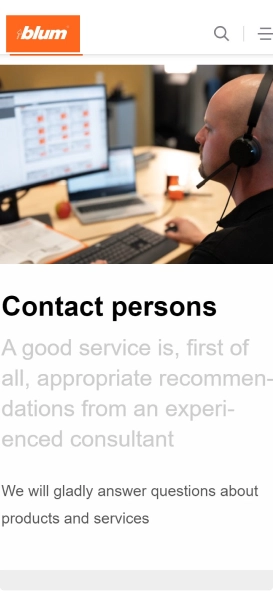 blum
Contact persons
A good service is, first of
all, appropriate recommen-
dations from an experi-
enced consultant
We will gladly answer questions about
products and services